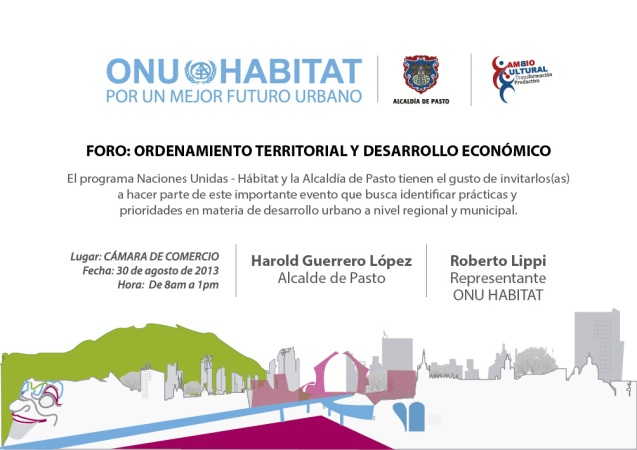 ONU HABITAT
POR UN MEJOR FUTURO URBANO
ALCALDÍA DE PASTO
CAMBIO
CULTURAL
Transformación
Productiva
FORO: ORDENAMIENTO TERRITORIAL Y DESARROLLO ECONÓMICO
El programa Naciones Unidas - Hábitat y la Alcaldía de Pasto tienen el gusto de invitarlos(as)
a hacer parte de este importante evento que busca identificar prácticas y
prioridades en materia de desarrollo urbano a nivel regional y municipal.
Lugar: CÁMARA DE COMERCIO
Fecha: 30 de agosto de 2013
Hora: De 8am a 1pm
Harold Guerrero López
Alcalde de Pasto
Roberto Lippi
Representante
ONU HABITAT